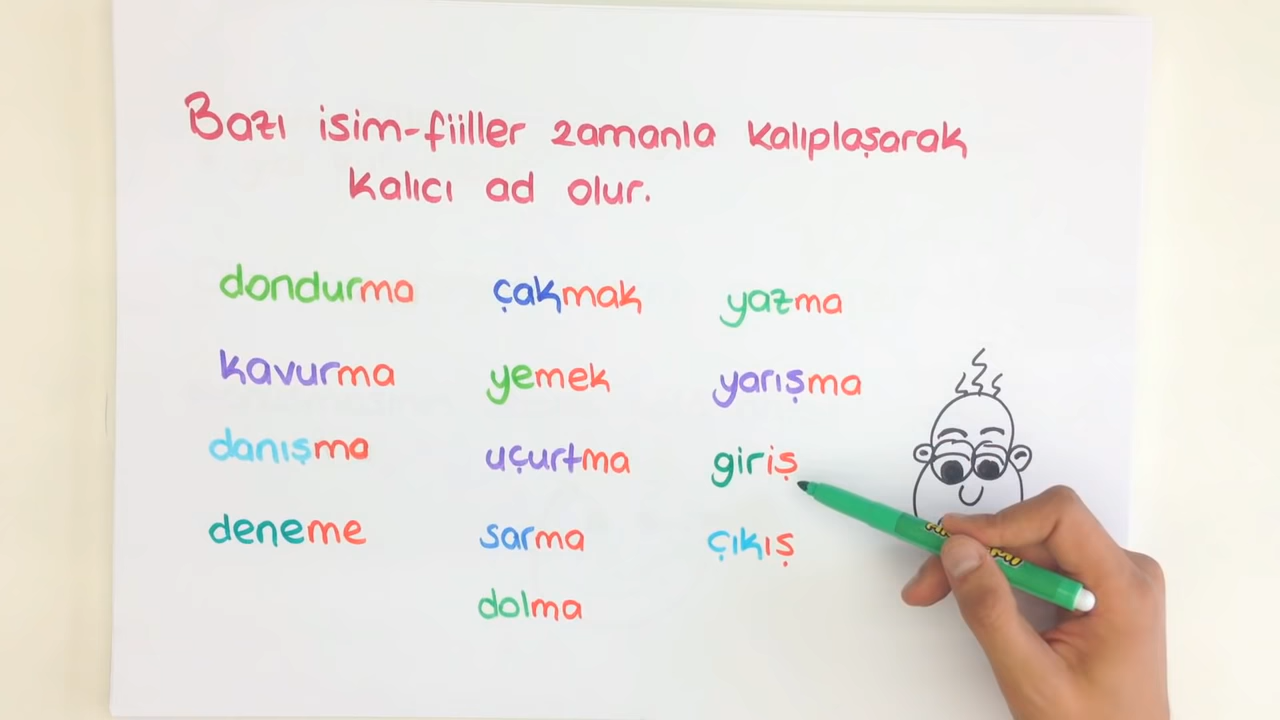 Bazı isim-fiiller zamanla kalıplaşarak
kalıcı ad olur.
dondurma çakmak yazma
kavurma yemek yarışma
danışma uçurtma giriş
deneme sarma çıkış
dolma